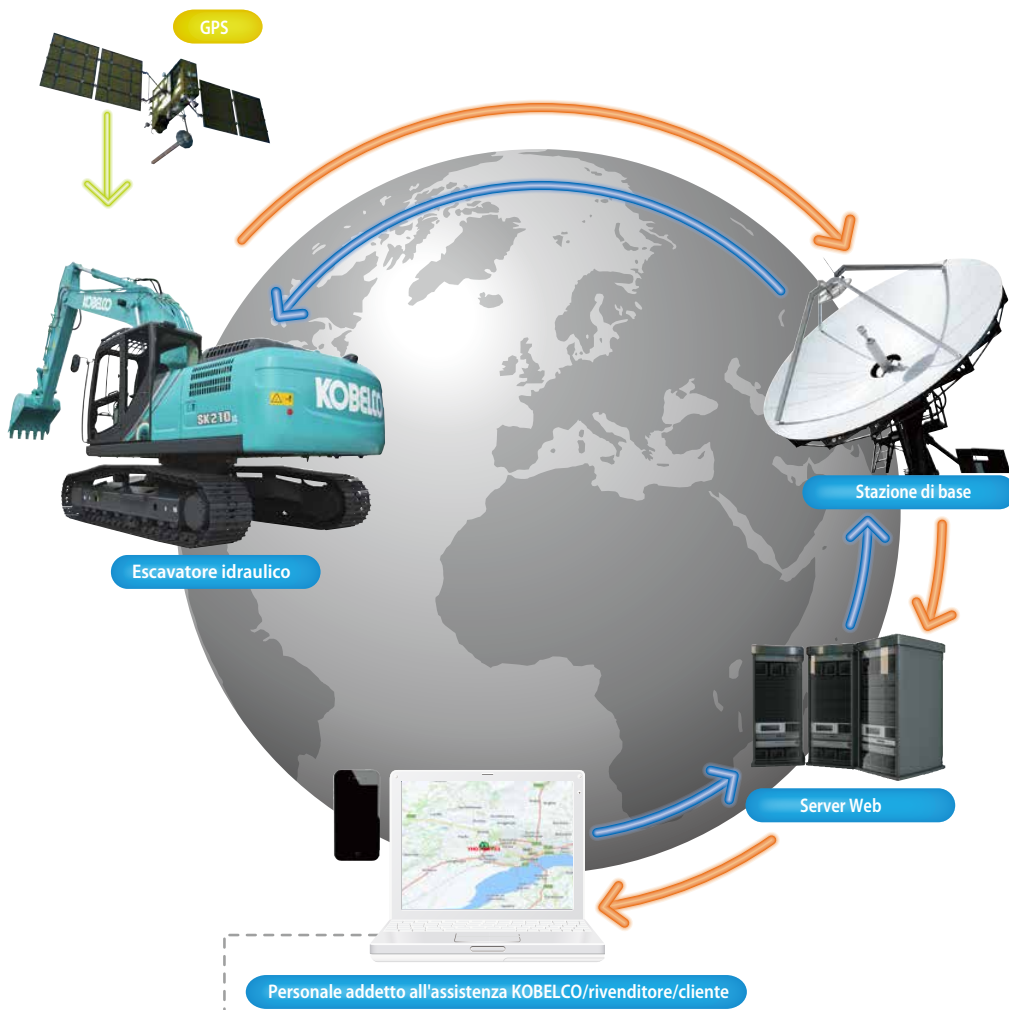 GPS
KOBELCO
KOBELCO
SK210
Stazione di base
Escavatore idraulico
Server Web
Personale addetto all'assistenza KOBELCO/rivenditore/cliente